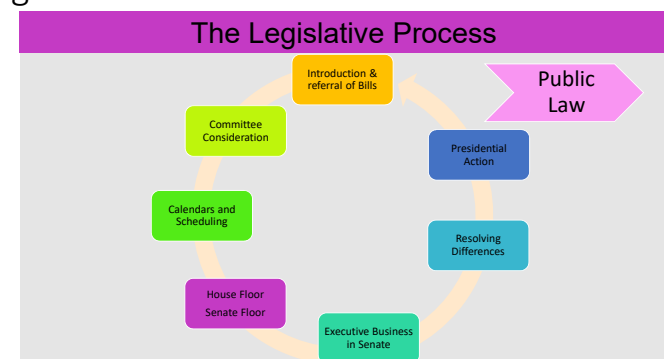 The Legislative Process
Introduction &
referral of Bills
Public
Law
Committee
Consideration
Presidential
Action
Calendars and
Scheduling
Resolving
Differences
House Floor
Senate Floor
Executive Business
in Senate